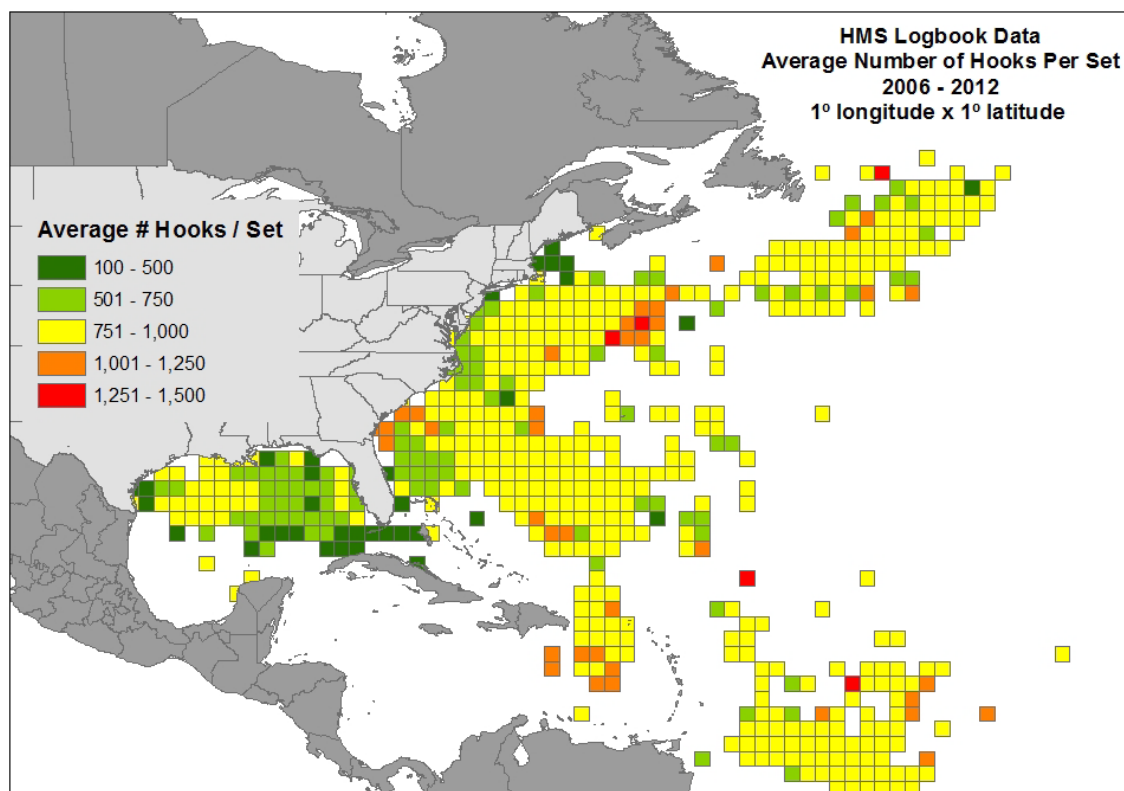 HMS Logbook Data
Average Number of Hooks Per Set
2006 - 2012
1º longitude x 1º latitude
Average # Hooks / Set
100 - 500
501 - 750
751 - 1,000
1,001 - 1,250
1,251 - 1,500